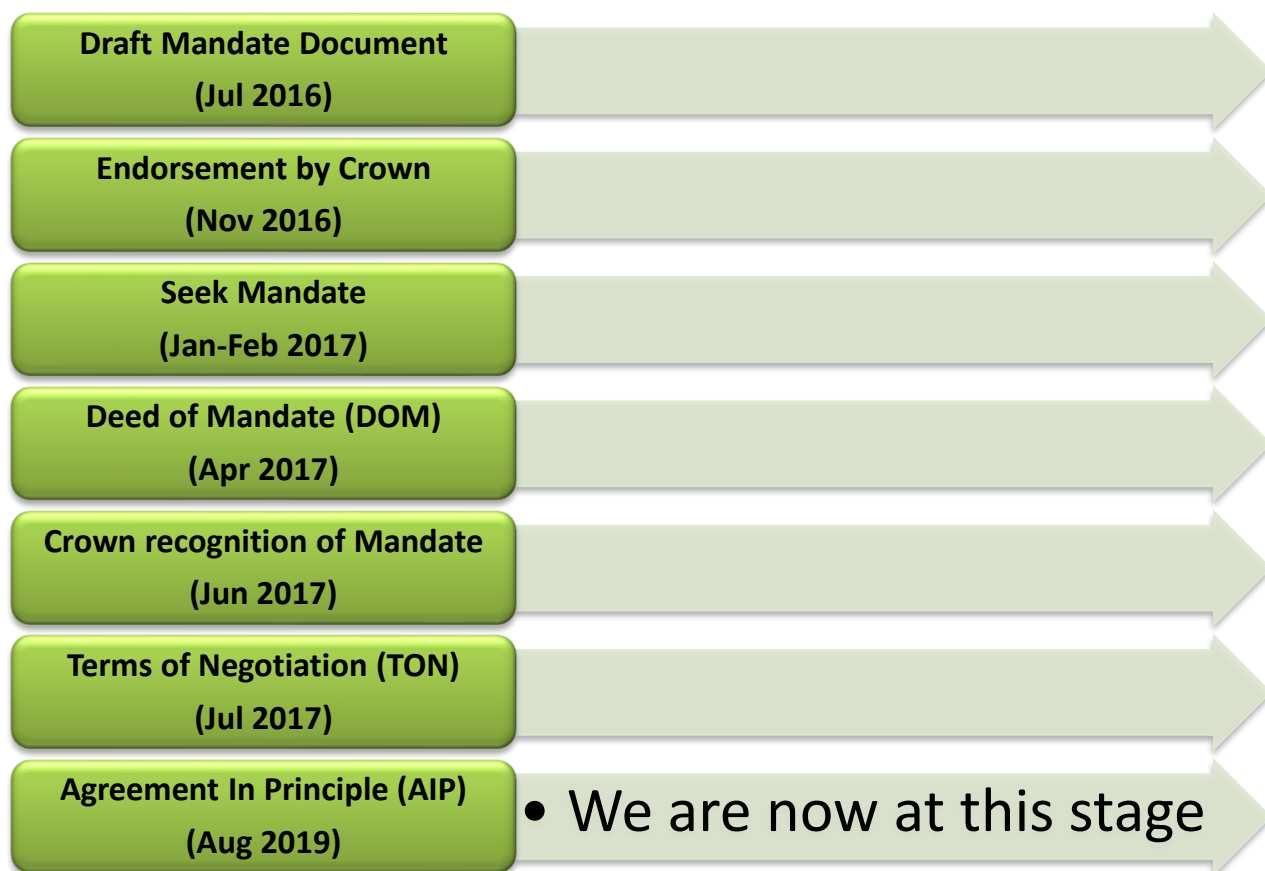 Draft Mandate Document
(Jul 2016)
Endorsement by Crown
(Nov 2016)
Seek Mandate
(Jan-Feb 2017)
Deed of Mandate (DOM)
(Apr 2017)
Crown recognition of Mandate
(Jun 2017)
Terms of Negotiation (TON)
(Jul 2017)
Agreement In Principle (AIP)
(Aug 2019)
• We are now at this stage